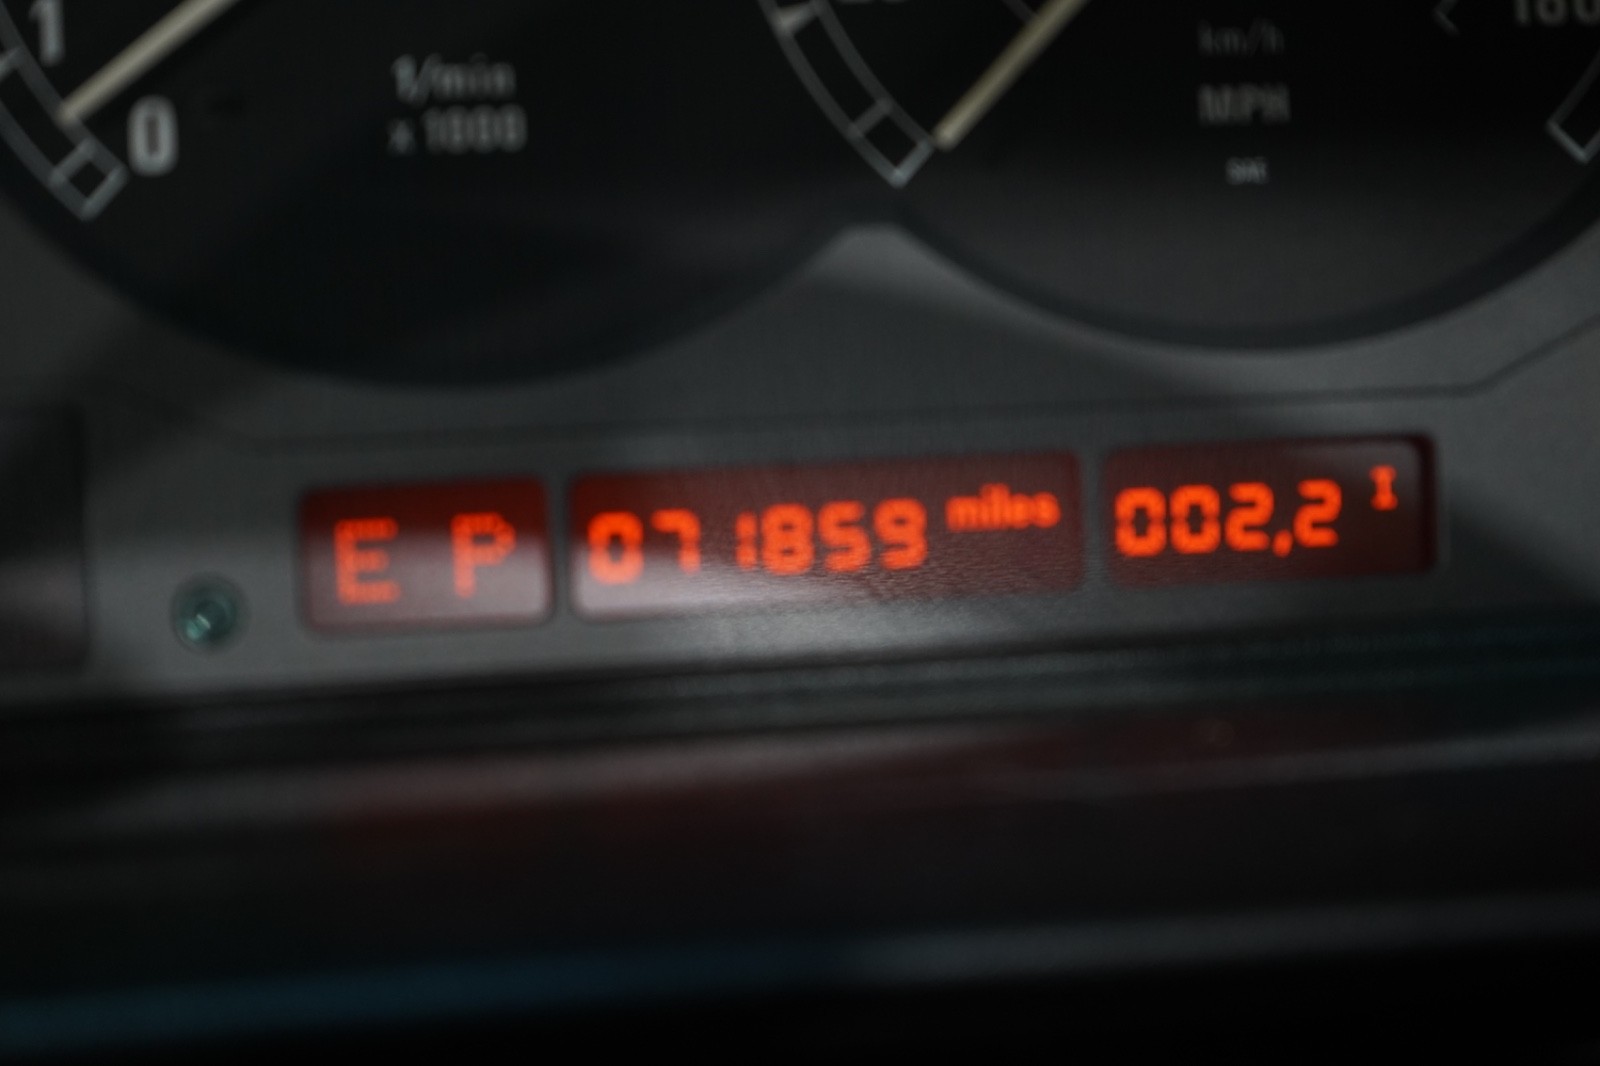 1
0
1/min
x 1000
km/h
MPH
E P
071859 miles
002,2 I